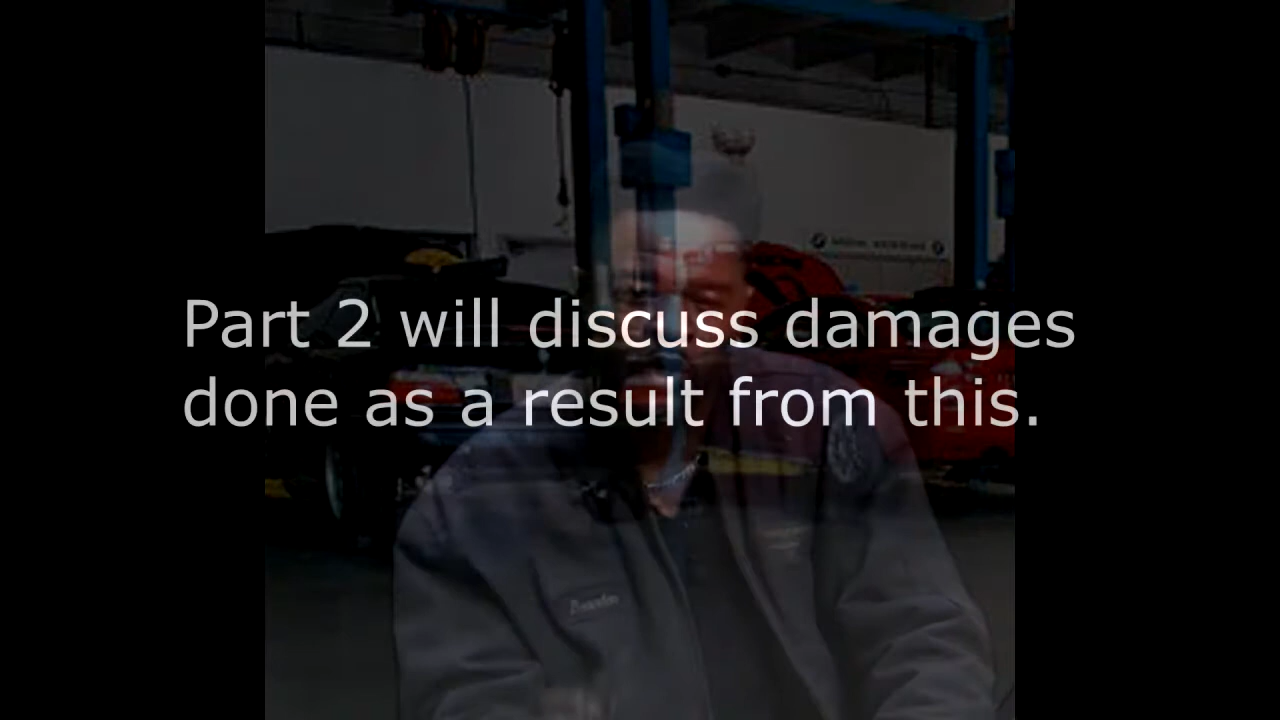 Part 2 will discuss damages
done as a result from this.